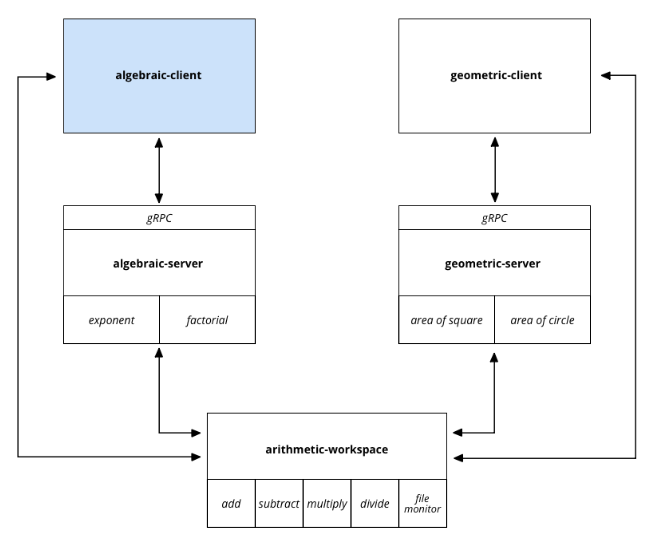 algebraic-client
geometric-client
gRPC
gRPC
algebraic-server
geometric-server
exponent
factorial
area of square
area of circle
arithmetic-workspace
add
subtract
multiply
divide
file
monitor